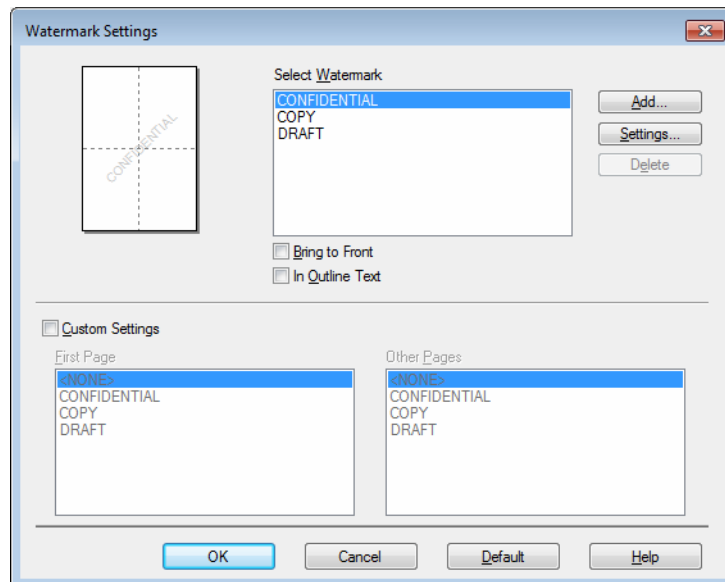 Watermark Settings
Select Watermark
CONFIDENTIAL
COPY
DRAFT
Add...
Settings...
Delete
CONFIDENTIAL
Bring to Front
In Outline Text
Custom Settings
First Page
<NONE>
CONFIDENTIAL
COPY
DRAFT
Other Pages
<NONE>
CONFIDENTIAL
COPY
DRAFT
OK
Cancel
Default
Help